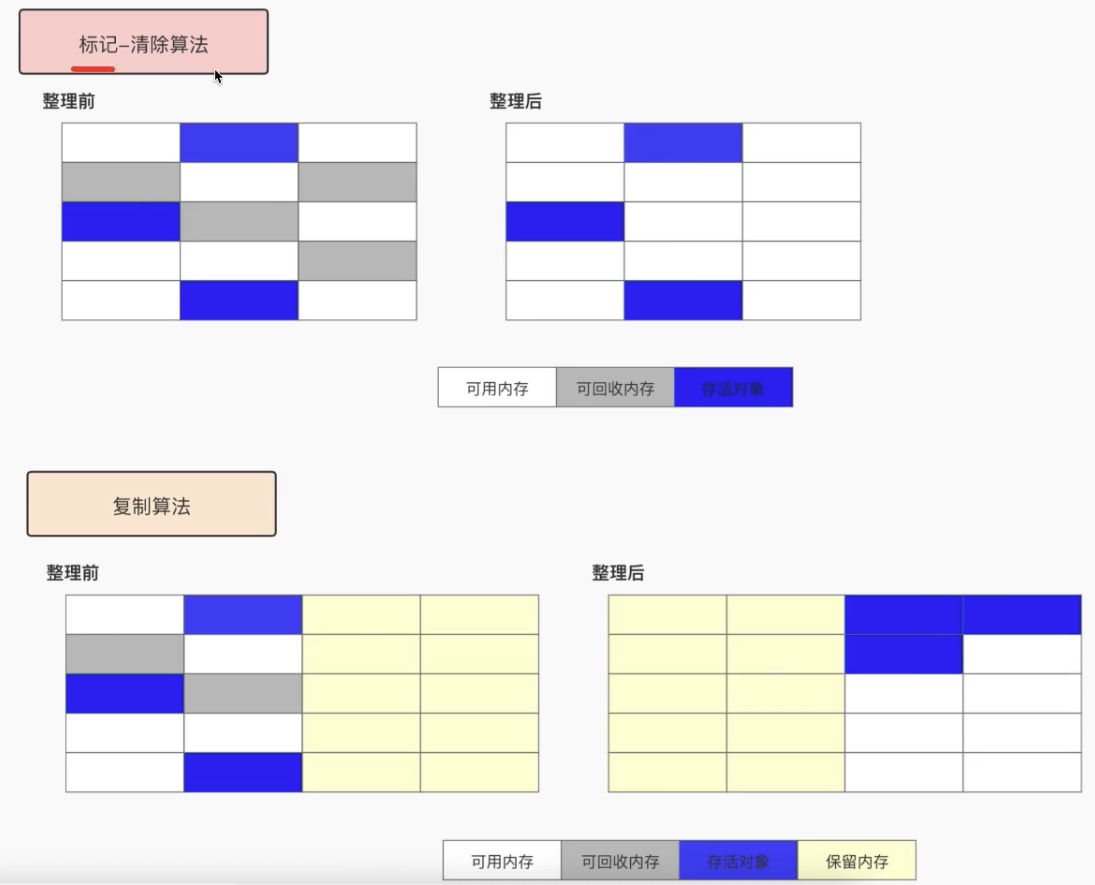 标记-清除算法
整理前
整理后
可用内存 可回收内存 存活对象
复制算法
整理前
整理后
可用内存 可回收内存 存活对象 保留内存